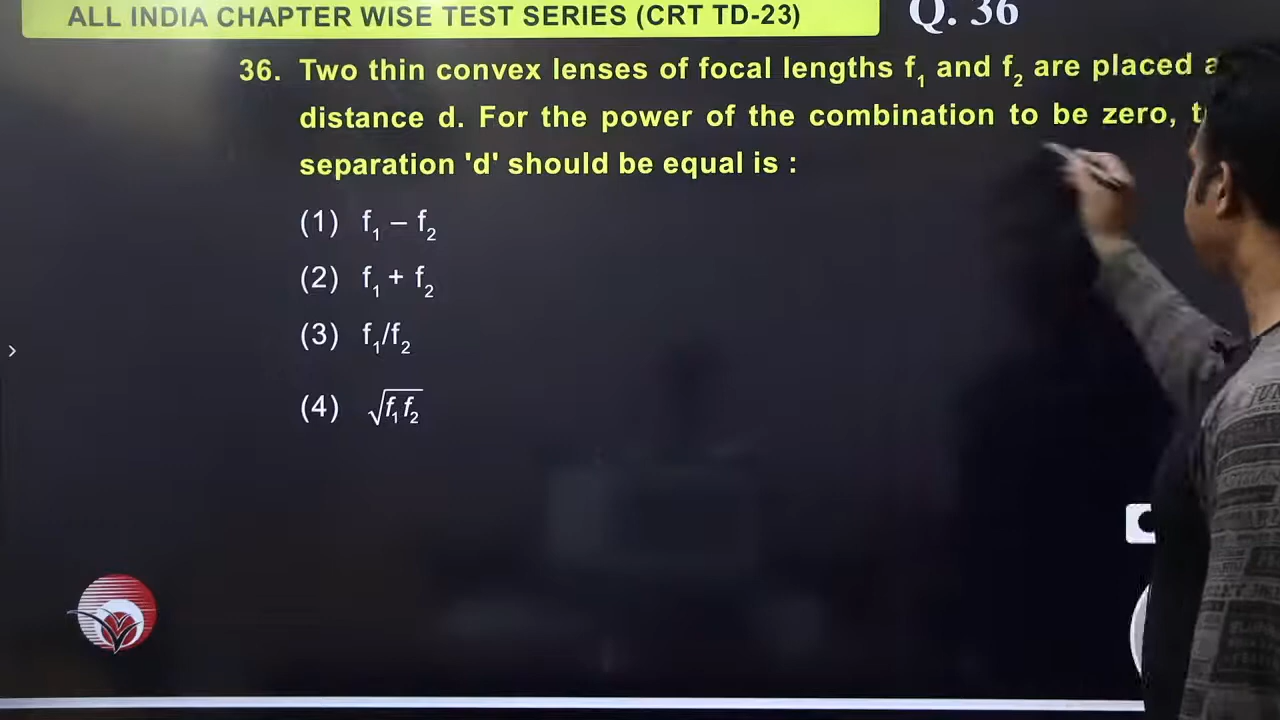 ALL INDIA CHAPTER WISE TEST SERIES (CRT TD-23)
Q. 36
36. Two thin convex lenses of focal lengths f₁ and f₂ are placed
distance d. For the power of the combination to be zero,
separation 'd' should be equal is :
(1) f₁ – f₂
(2) f₁ + f₂
(3) f₁/f₂
(4) √f₁ f₂